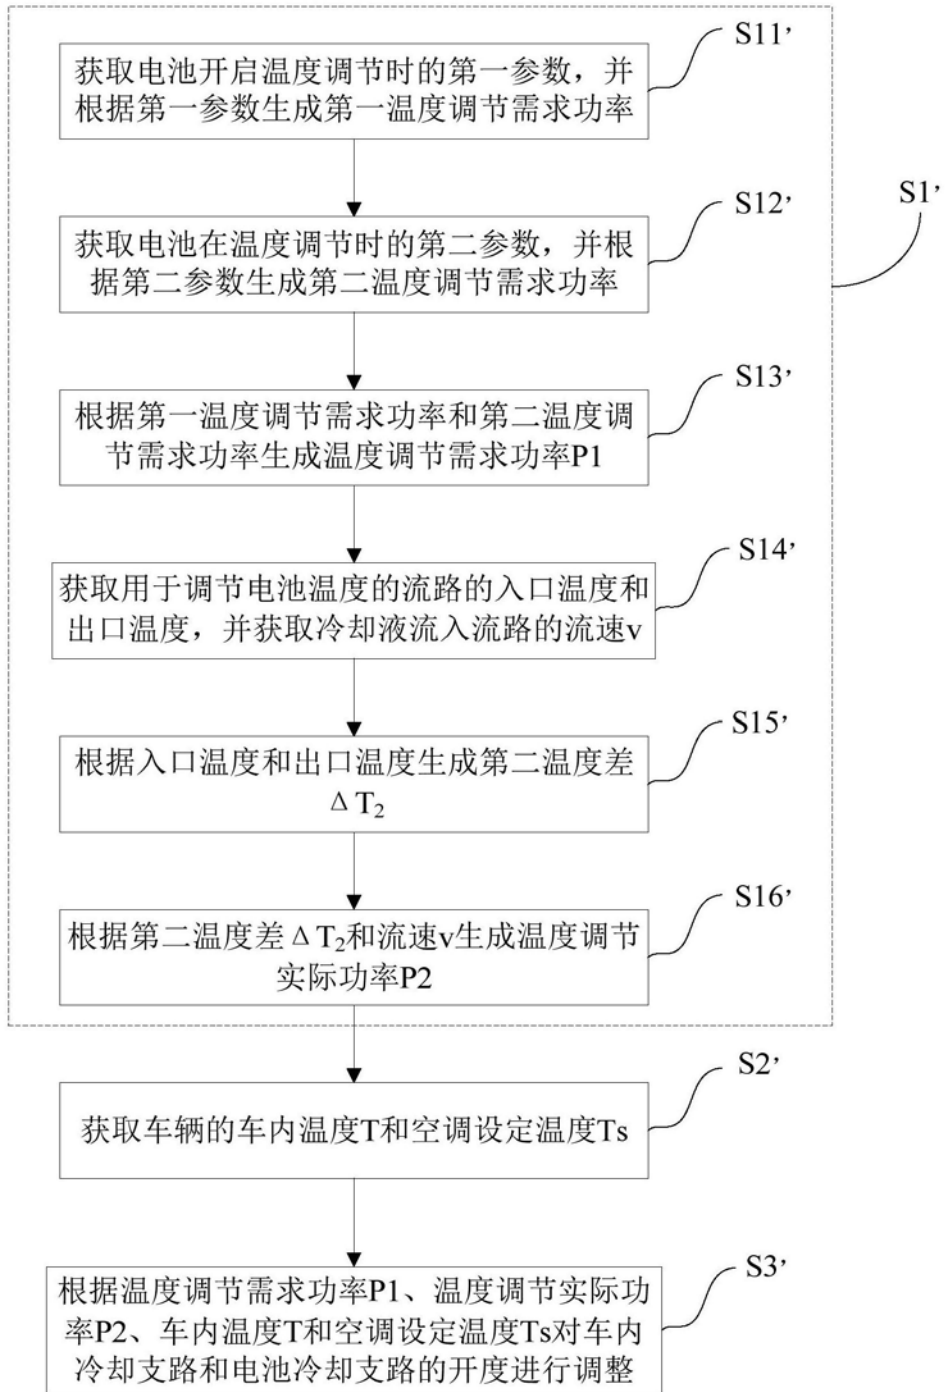 S11’
获取电池开启温度调节时的第一参数，并
根据第一参数生成第一温度调节需求功率
S12’
获取电池在温度调节时的第二参数，并根
据第二参数生成第二温度调节需求功率
S1’
S13’
根据第一温度调节需求功率和第二温度调
节需求功率生成温度调节需求功率P1
S14’
获取用于调节电池温度的流路的入口温度和
出口温度，并获取冷却液流入流路的流速v
S15’
根据入口温度和出口温度生成第二温度差
ΔT₂
S16’
根据第二温度差ΔT₂和流速v生成温度调节
实际功率P2
S2’
获取车辆的车内温度T和空调设定温度Ts
S3’
根据温度调节需求功率P1、温度调节实际功
率P2、车内温度T和空调设定温度Ts对车内
冷却支路和电池冷却支路的开度进行调整